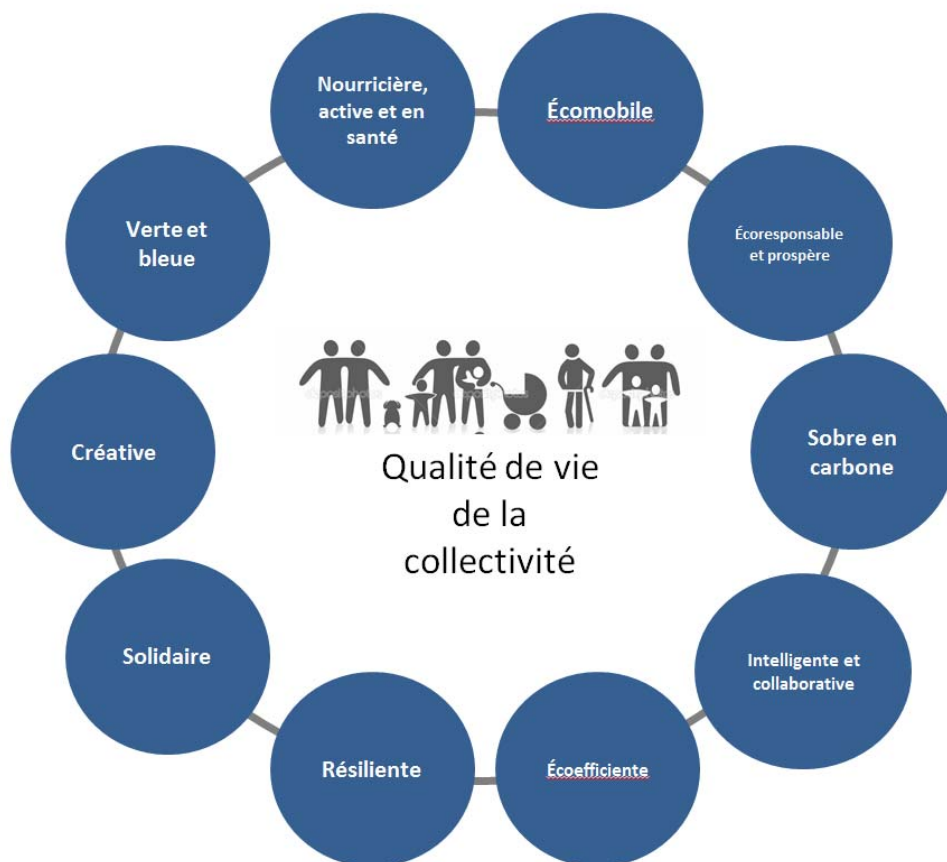 Nourricière,
active et en
santé
Écomobile
Écoresponsable
et prospère
Sobre en
carbone
Intelligente et
collaborative
Écoefficiente
Résiliente
Solidaire
Créative
Verte et
bleue
Qualité de vie
de la
collectivité